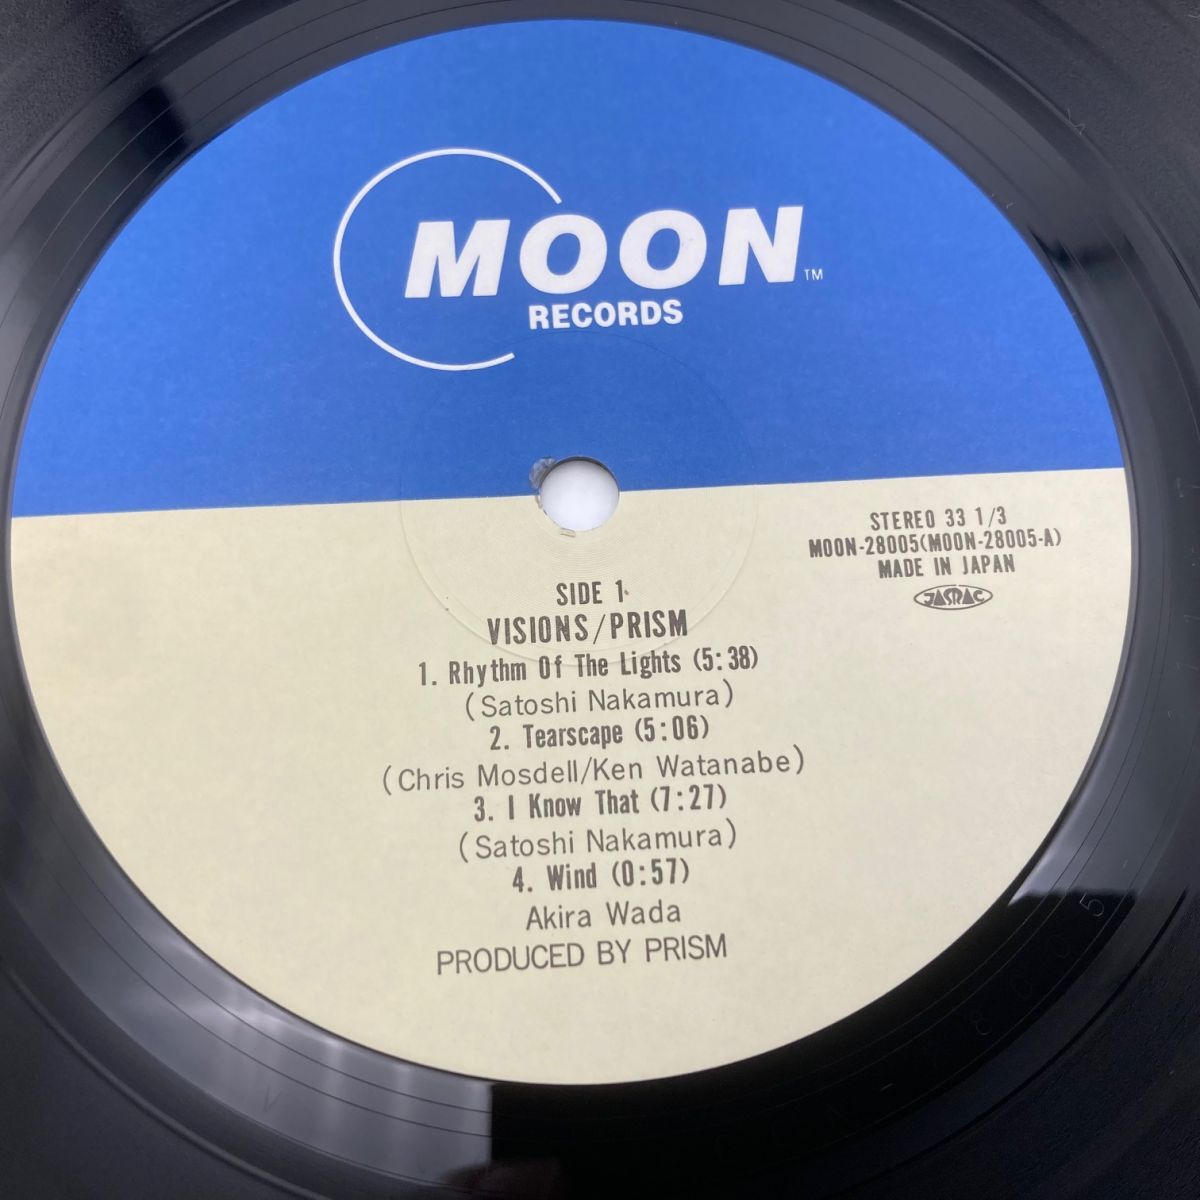 MOON TM
RECORDS
STEREO 33 1/3
MOON-28005(MOON-28005-A)
MADE IN JAPAN
JASRAC
SIDE 1
VISIONS/PRISM
1. Rhythm Of The Lights (5:38)
(Satoshi Nakamura)
2. Tearscape (5:06)
(Chris Mosdell/Ken Watanabe)
3. I Know That (7:27)
(Satoshi Nakamura)
4. Wind (0:57)
Akira Wada
PRODUCED BY PRISM